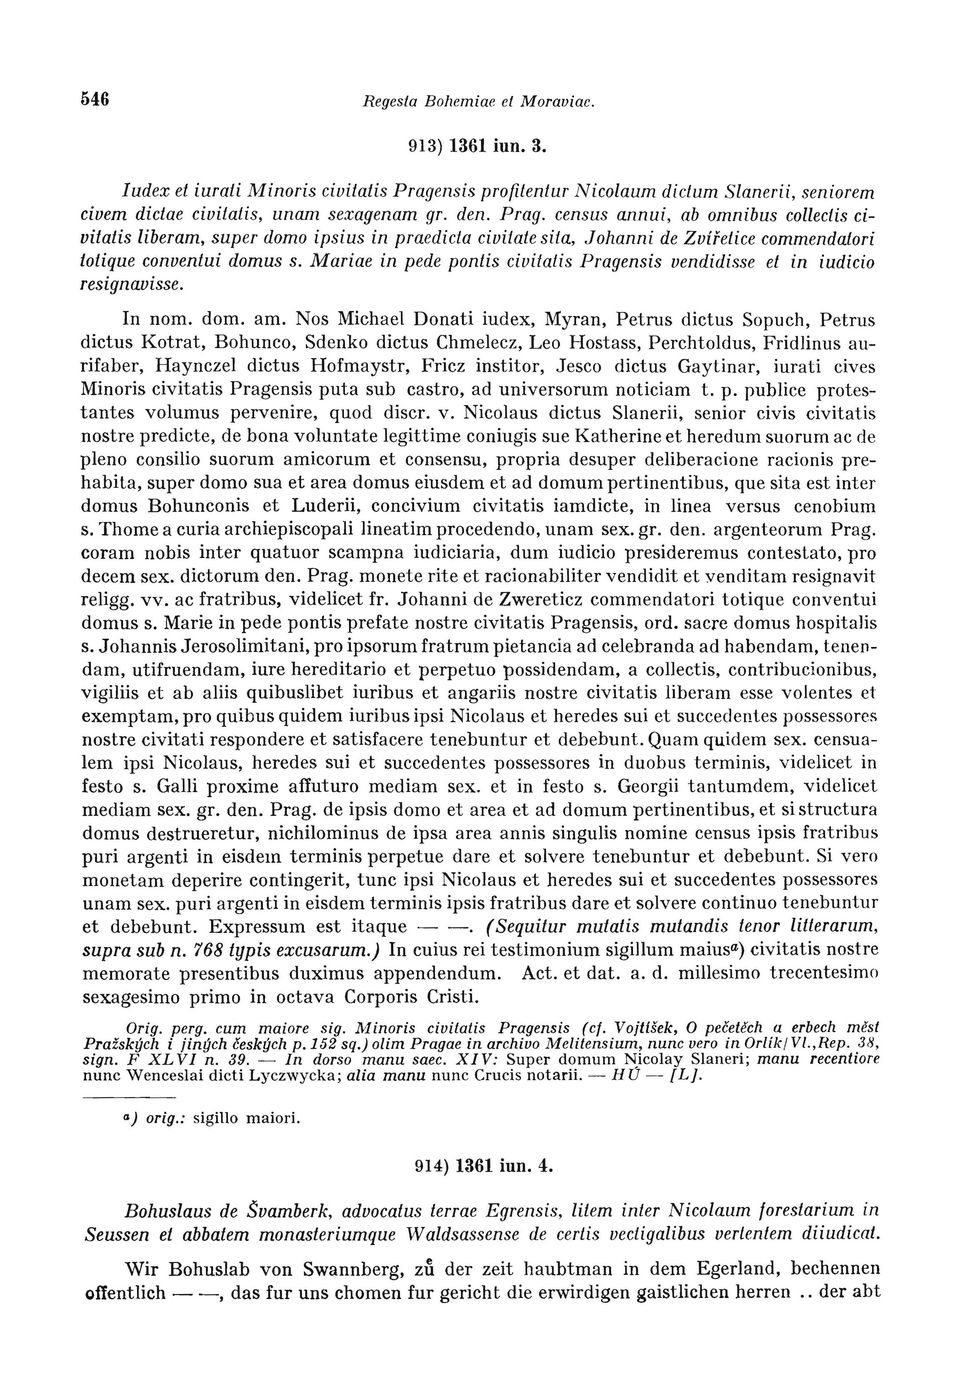 546 Regesta Bohemiae et Moraviae.
913) 1361 iun. 3.
Iudex et iurati Minoris civitatis Pragensis profitentur Nicolaum dictum Slanerii, seniorem
civem dictae civitatis, unam sexagenam gr. den. Prag. census annui, ab omnibus collectis ci-
vitatis liberam, super domo ipsius in praedicta civitate sita, Johanni de Zvířetice commendatori
totique conventui domus s. Mariae in pede pontis civitatis Pragensis vendidisse et in iudicio
resignavisse.
In nom. dom. am. Nos Michael Donati iudex, Myran, Petrus dictus Sopuch, Petrus
dictus Kotrat, Bohunco, Sdenko dictus Chmelecz, Leo Hostass, Perchtoldus, Fridlinus au-
rifaber, Haynczel dictus Hofmaystr, Fricz institor, Jesco dictus Gaytinar, iurati cives
Minoris civitatis Pragensis puta sub castro, ad universorum noticiam t. p. publice protes-
tantes volumus pervenire, quod discr. v. Nicolaus dictus Slanerii, senior civis civitatis
nostre predicte, de bona voluntate legittime coniugis sue Katherine et heredum suorum ac de
pleno consilio suorum amicorum et consensu, propria desuper deliberacione racionis pre-
habita, super domo sua et area domus eiusdem et ad domum pertinentibus, que sita est inter
domus Bohunconis et Luderii, concivium civitatis iamdicte, in linea versus cenobium
s. Thome a curia archiepiscopali lineatim procedendo, unam sex. gr. den. argenteorum Prag.
coram nobis inter quatuor scampna iudiciaria, dum iudicio presideremus contestato, pro
decem sex. dictorum den. Prag. monete rite et racionabiliter vendidit et venditam resignavit
religg. vv. ac fratribus, videlicet fr. Johanni de Zwereticz commendatori totique conventui
domus s. Marie in pede pontis prefate nostre civitatis Pragensis, ord. sacre domus hospitalis
s. Johannis Jerosolimitani, pro ipsorum fratrum pietancia ad celebranda ad habendam, tenen-
dam, utifruendam, iure hereditario et perpetuo possidendam, a collectis, contribucionibus,
vigiliis et ab aliis quibuslibet iuribus et angariis nostre civitatis liberam esse volentes et
exemptam, pro quibus quidem iuribus ipsi Nicolaus et heredes sui et succedentes possessores
nostre civitati respondere et satisfacere tenebuntur et debebunt. Quam quidem sex. censua-
lem ipsi Nicolaus, heredes sui et succedentes possessores in duobus terminis, videlicet in
festo s. Galli proxime affuturo mediam sex. et in festo s. Georgii tantumdem, videlicet
mediam sex. gr. den. Prag. de ipsis domo et area et ad domum pertinentibus, et si structura
domus destrueretur, nichilominus de ipsa area annis singulis nomine census ipsis fratribus
puri argenti in eisdem terminis perpetue dare et solvere tenebuntur et debebunt. Si vero
monetam deperire contingerit, tunc ipsi Nicolaus et heredes sui et succedentes possessores
unam sex. puri argenti in eisdem terminis ipsis fratribus dare et solvere continuo tenebuntur
et debebunt. Expressum est itaque — —. (Sequitur mutatis mutandis tenor litterarum,
supra sub n. 768 typis excusarum.) In cuius rei testimonium sigillum maiusa) civitatis nostre
memorate presentibus duximus appendendum. Act. et dat. a. d. millesimo trecentesimo
sexagesimo primo in octava Corporis Cristi.
Orig. perg. cum maiore sig. Minoris civitatis Pragensis (cf. Vojtíšek, O pečetěch a erbech měst
Pražských i jiných českých p. 152 sq.) olim Pragae in archivo Melitensium, nunc vero in Orlík/Vl., Rep. 38,
sign. F XLVI n. 39. — In dorso manu saec. XIV: Super domum Nicolay Slaneri; manu recentiore
nunc Wenceslai dicti Lyczwycka; alia manu nunc Crucis notarii. — HÚ — [L].
a) orig.: sigillo maiori.
914) 1361 iun. 4.
Bohuslaus de Švamberk, advocatus terrae Egrensis, litem inter Nicolaum forestarium in
Seussen et abbatem monasteriumque Waldsassense de certis vectigalibus vertentem diiudicat.
Wir Bohuslab von Swannberg, zů der zeit haubtman in dem Egerland, bechennen
offentlich — —, das fur uns chomen fur gericht die erwirdigen gaistlichen herren .. der abt